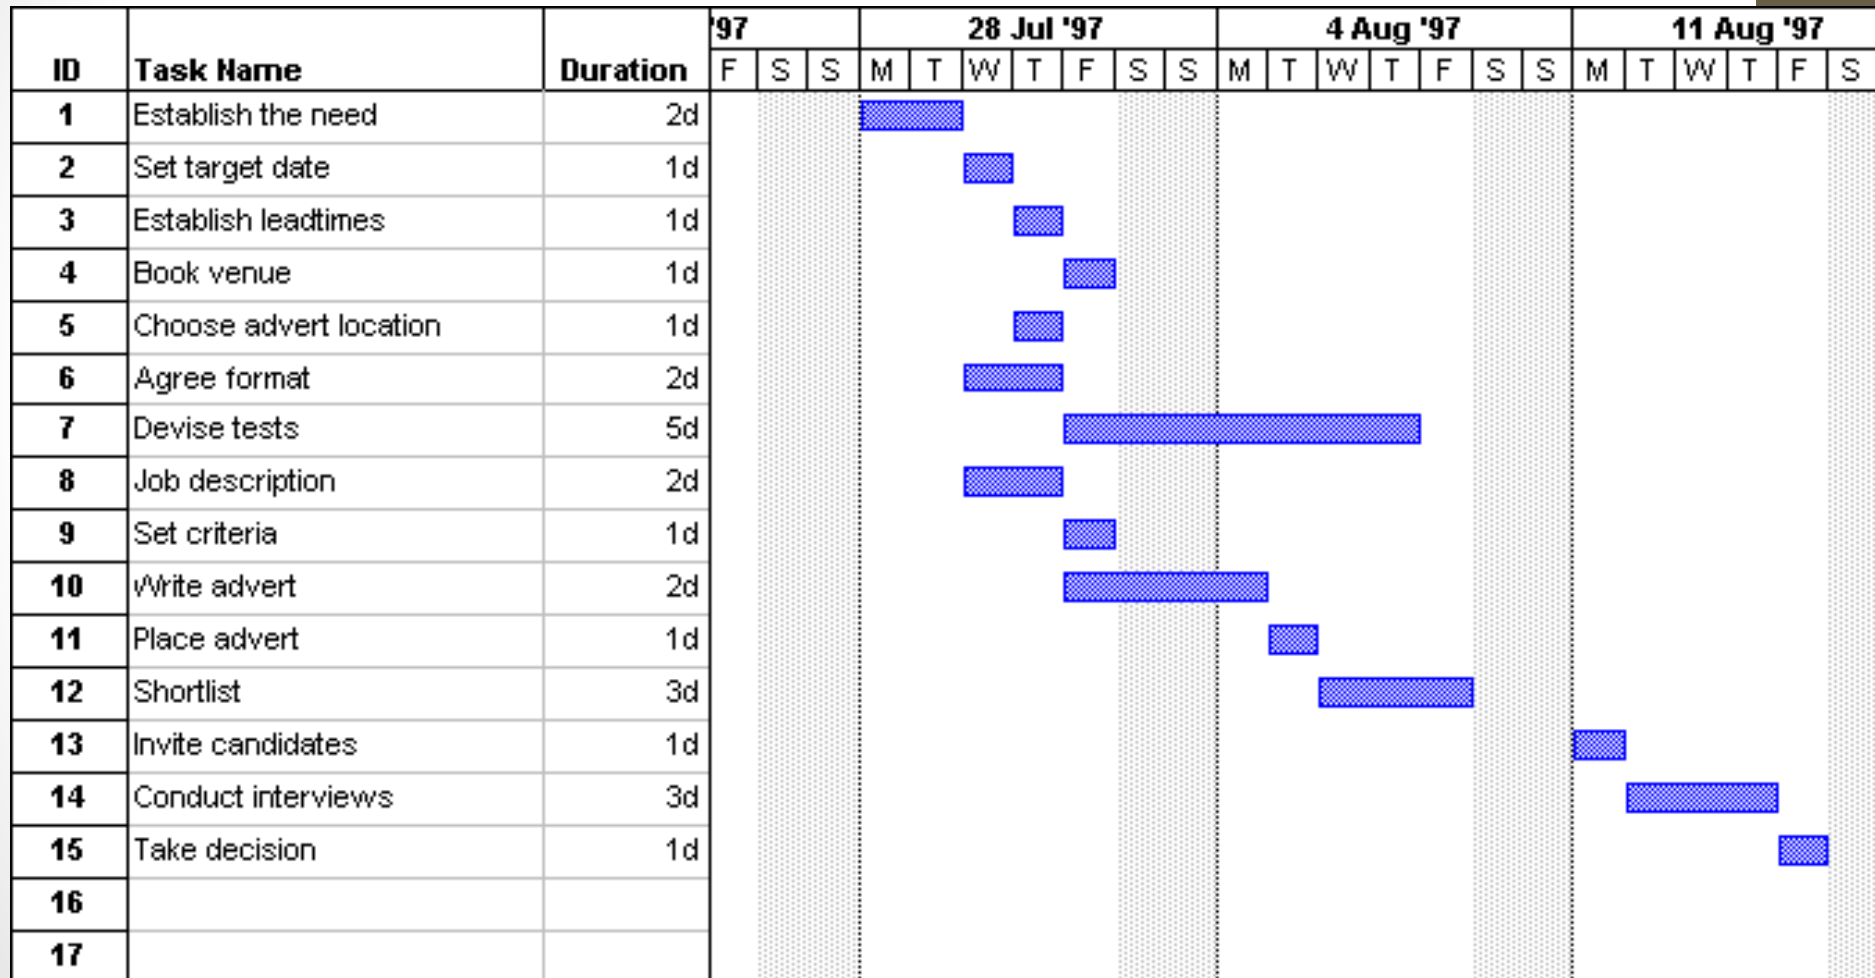 '97 28 Jul '97 4 Aug '97 11 Aug '97
ID Task Name Duration F S S M T W T F S S M T W T F S S M T W T F S
1 Establish the need 2d
2 Set target date 1d
3 Establish leadtimes 1d
4 Book venue 1d
5 Choose advert location 1d
6 Agree format 2d
7 Devise tests 5d
8 Job description 2d
9 Set criteria 1d
10 Write advert 2d
11 Place advert 1d
12 Shortlist 3d
13 Invite candidates 1d
14 Conduct interviews 3d
15 Take decision 1d
16
17